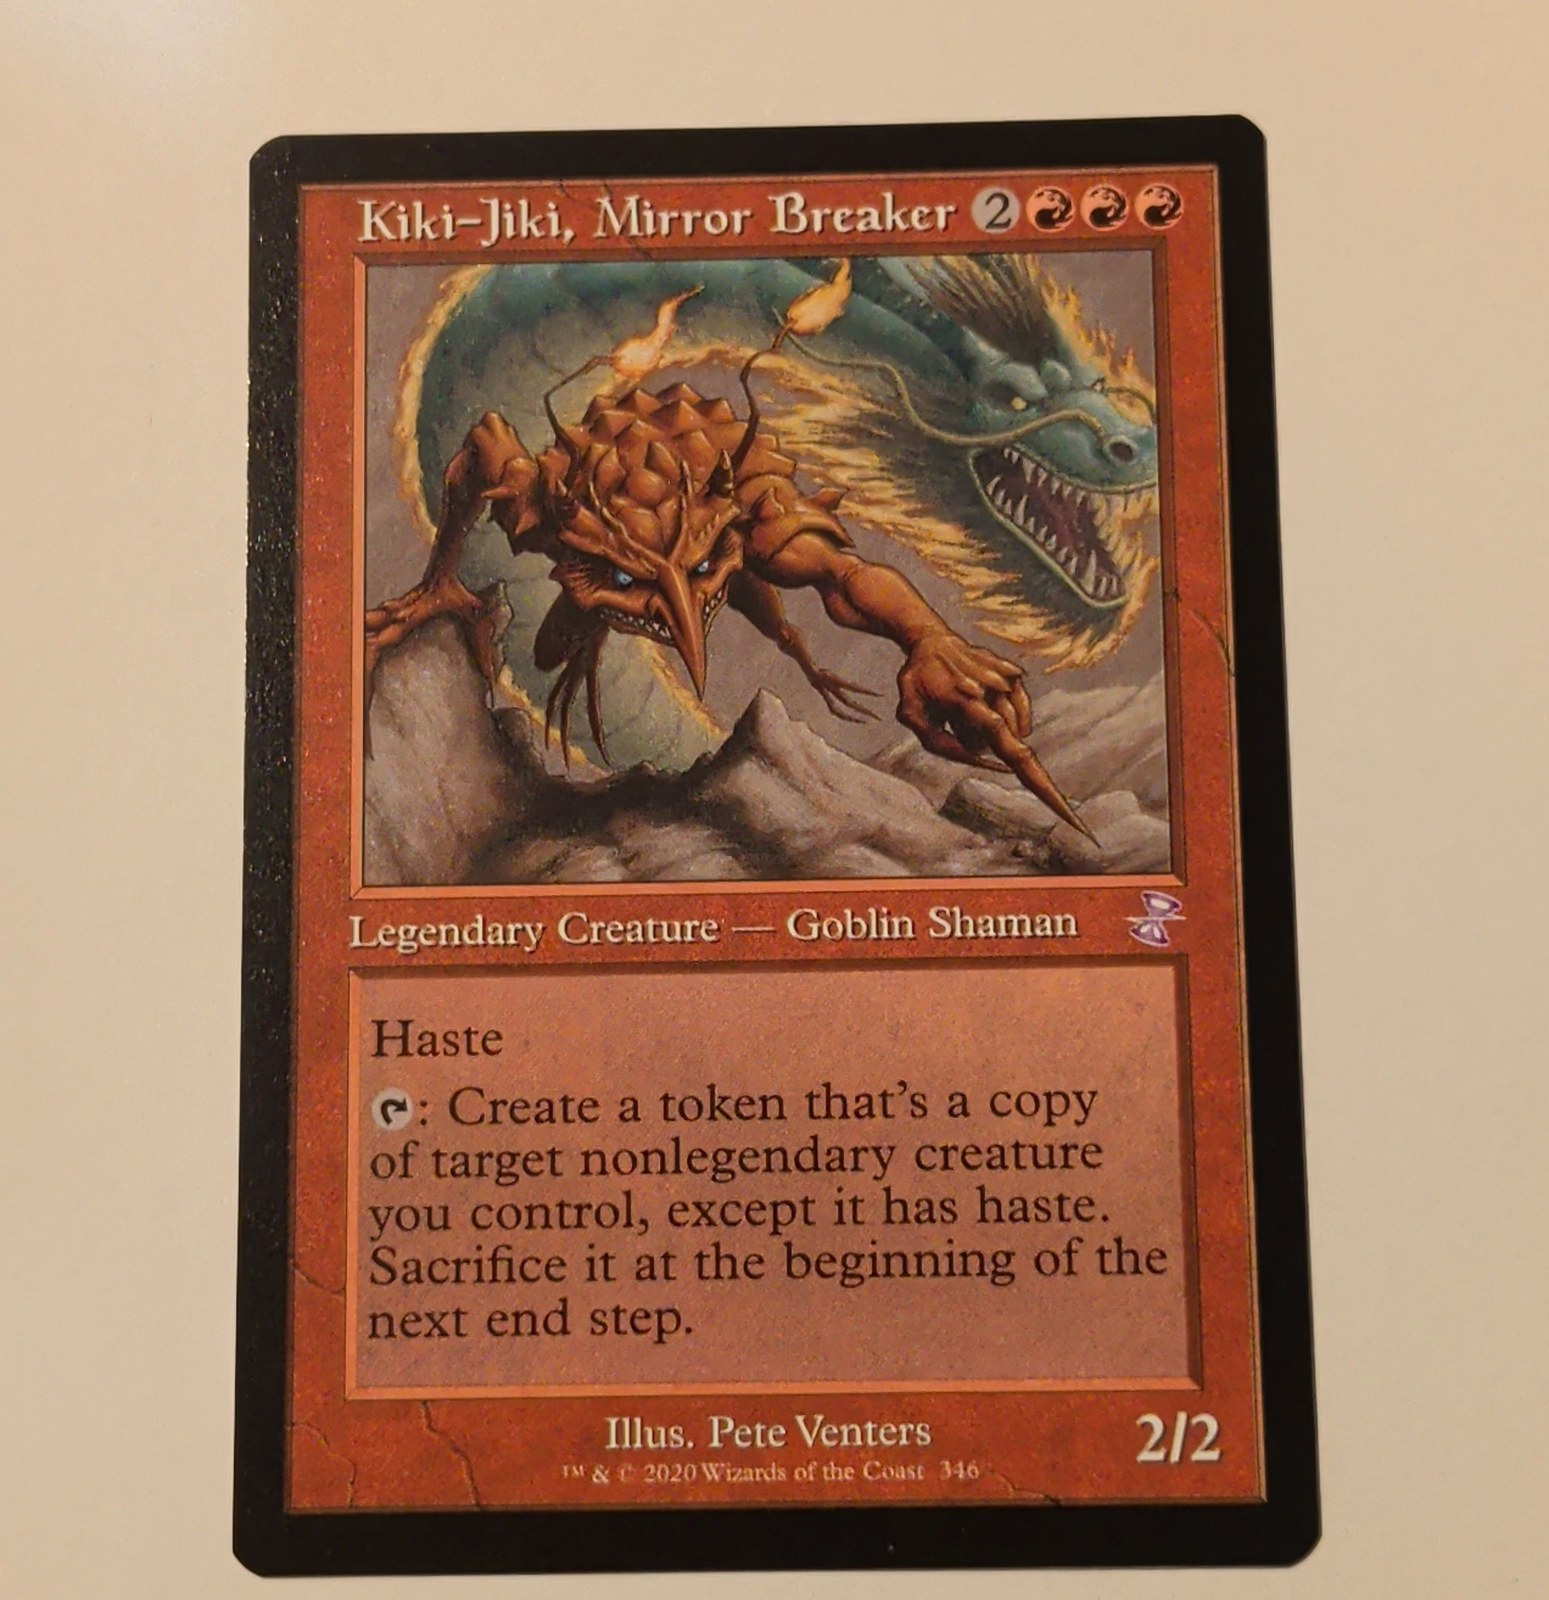 Kiki-Jiki, Mirror Breaker 2
Legendary Creature — Goblin Shaman
Haste
: Create a token that's a copy
of target nonlegendary creature
you control, except it has haste.
Sacrifice it at the beginning of the
next end step.
Illus. Pete Venters
2/2
™ & © 2020 Wizards of the Coast 346